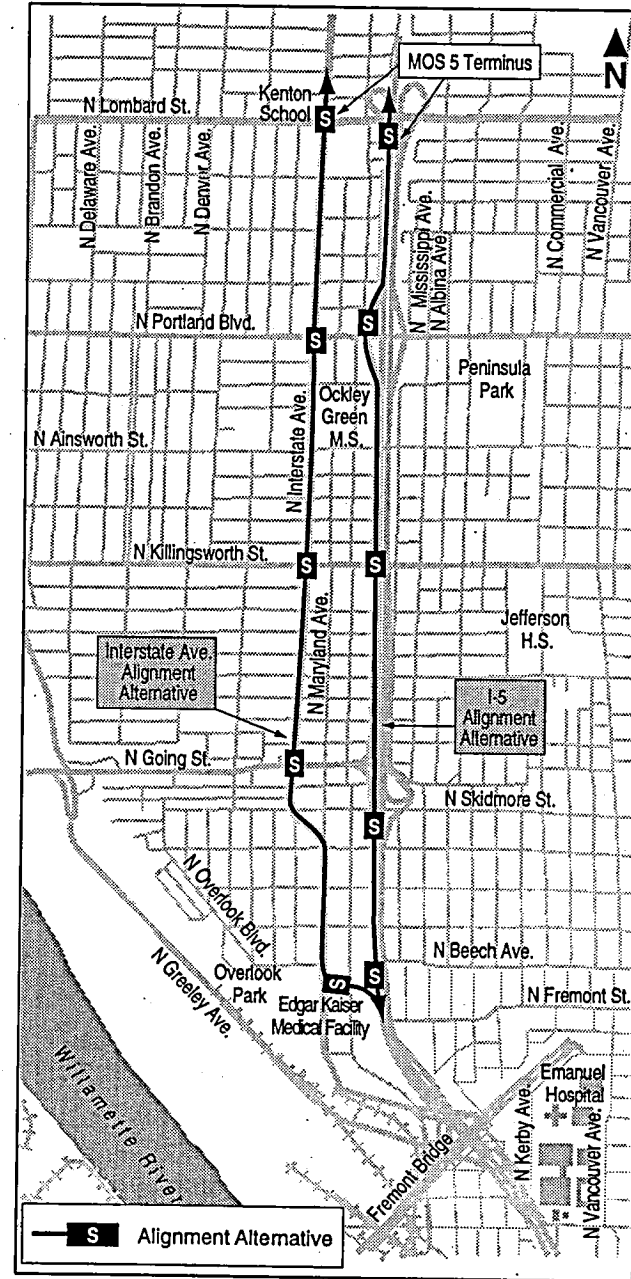 MOS 5 Terminus
N
Kenton
School
S
N Lombard St.
S
N Delaware Ave.
N Brandon Ave.
N Denver Ave.
N Mississippi Ave.
N Albina Ave.
N Commercial Ave.
N Vancouver Ave.
N Portland Blvd.
S
S
Peninsula
Park
Ockley
Green
M.S.
N Interstate Ave.
N Ainsworth St.
N Killingsworth St.
S
S
Jefferson
H.S.
N Maryland Ave.
Interstate Ave.
Alignment
Alternative
I-5
Alignment
Alternative
N Going St.
S
N Skidmore St.
S
N Overlook Blvd.
N Beech Ave.
N Greeley Ave.
Overlook
Park
S
S
N Fremont St.
Edgar Kaiser
Medical Facility
Willamette River
Emanuel
Hospital
N Kerby Ave.
N Vancouver Ave.
Fremont Bridge
S Alignment Alternative